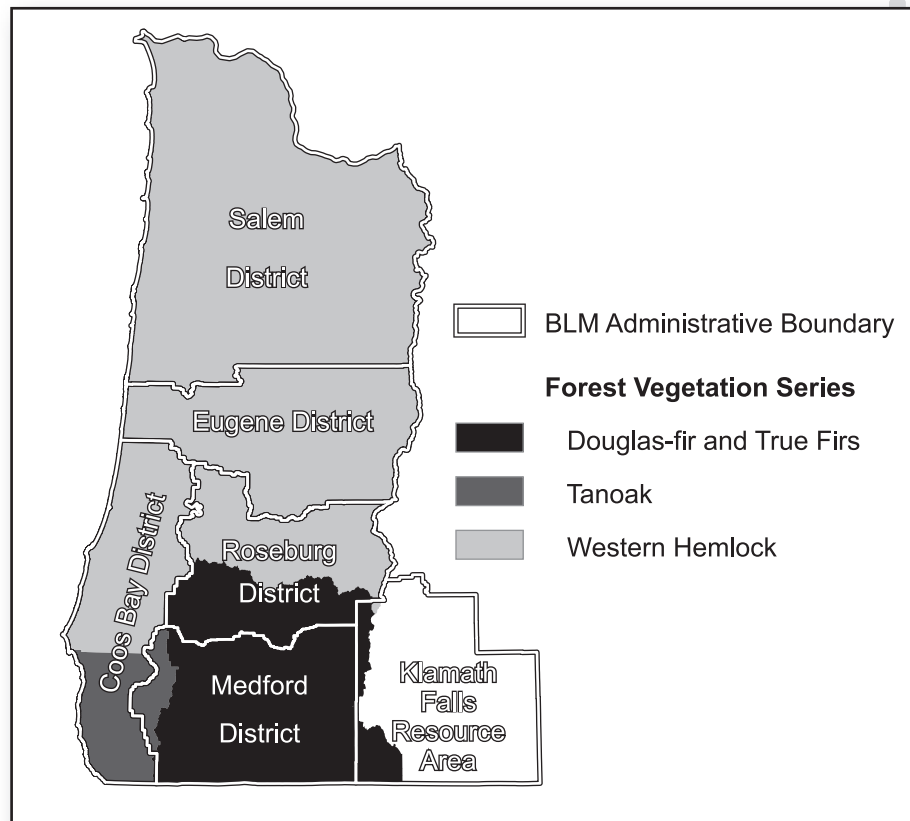 Salem
District
Eugene District
Coos Bay District
Roseburg
District
Medford
District
Klamath
Falls
Resource
Area
BLM Administrative Boundary
Forest Vegetation Series
Douglas-fir and True Firs
Tanoak
Western Hemlock